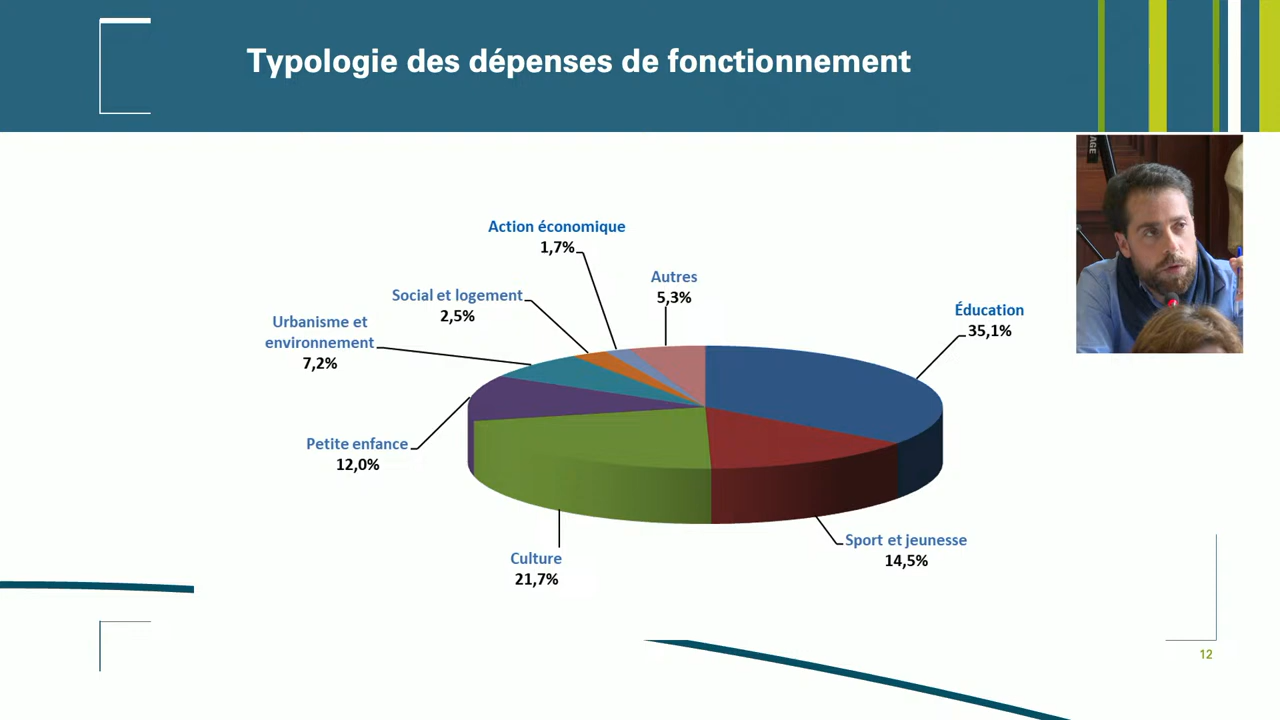 Typologie des dépenses de fonctionnement
AGE
Action économique
1,7%
Autres
5,3%
Social et logement
2,5%
Éducation
35,1%
Urbanisme et
environnement
7,2%
Petite enfance
12,0%
Sport et jeunesse
14,5%
Culture
21,7%
12